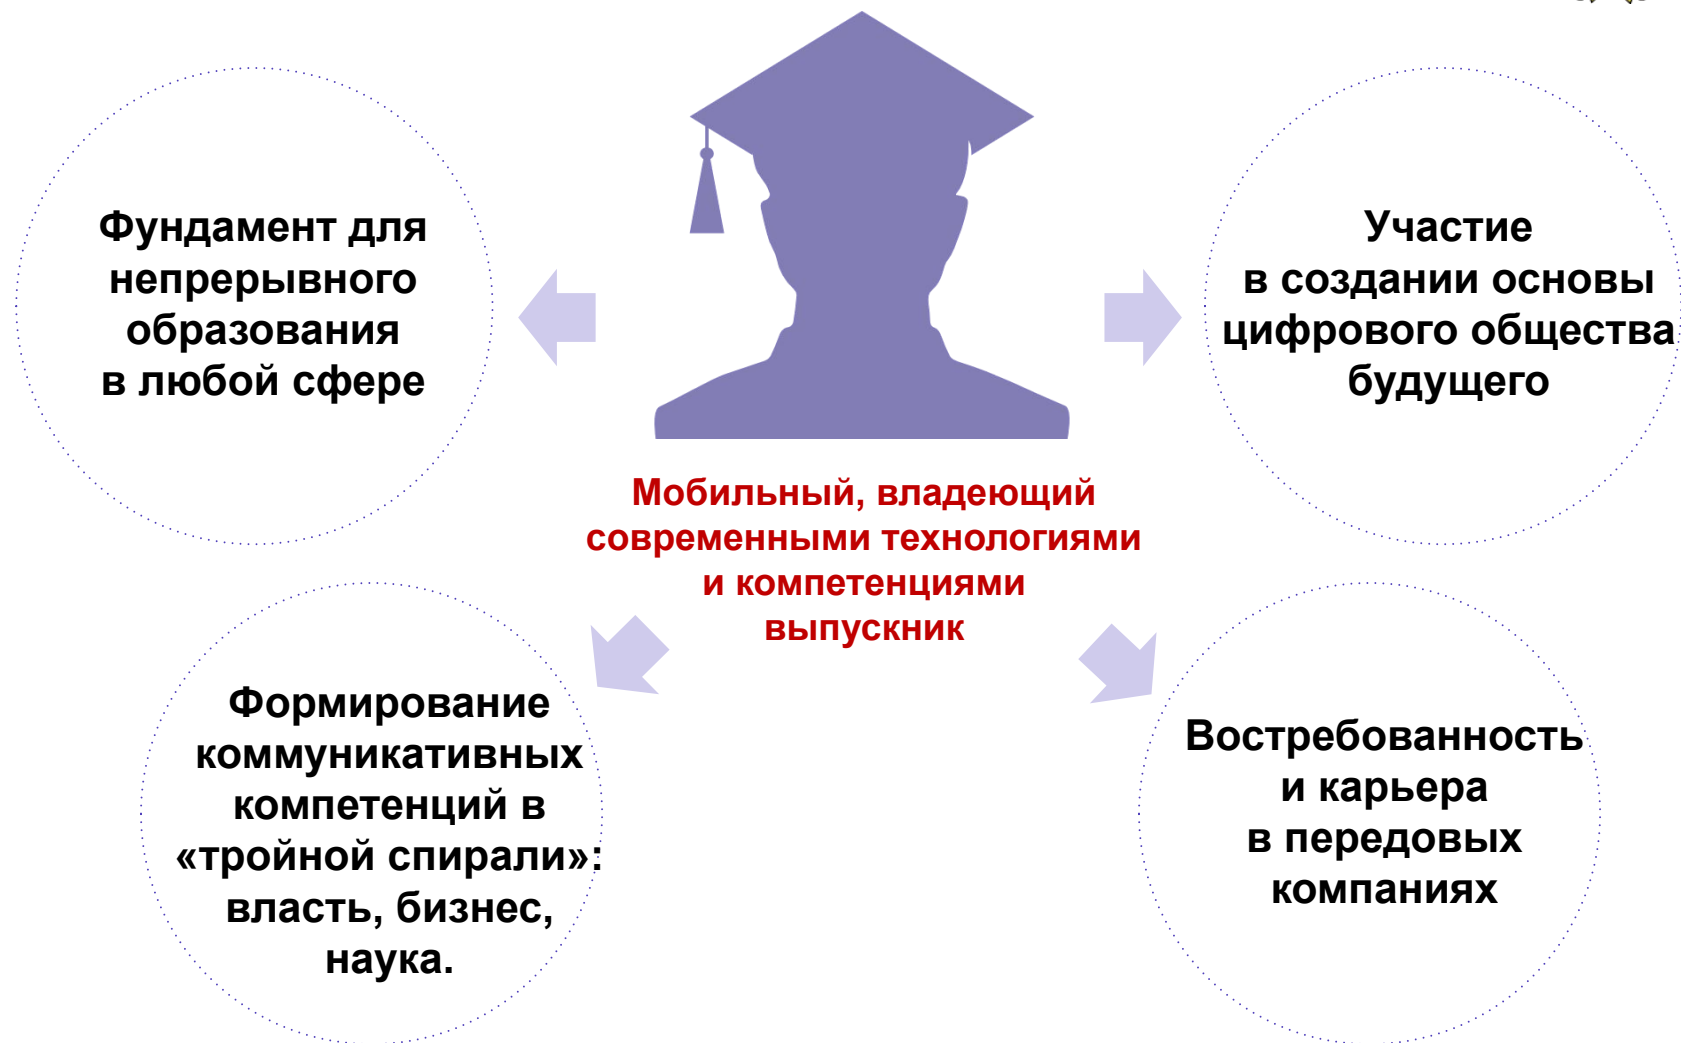 Фундамент для
непрерывного
образования
в любой сфере
Участие
в создании основы
цифрового общества
будущего
Мобильный, владеющий
современными технологиями
и компетенциями
выпускник
Формирование
коммуникативных
компетенций в
«тройной спирали»:
власть, бизнес,
наука.
Востребованность
и карьера
в передовых
компаниях